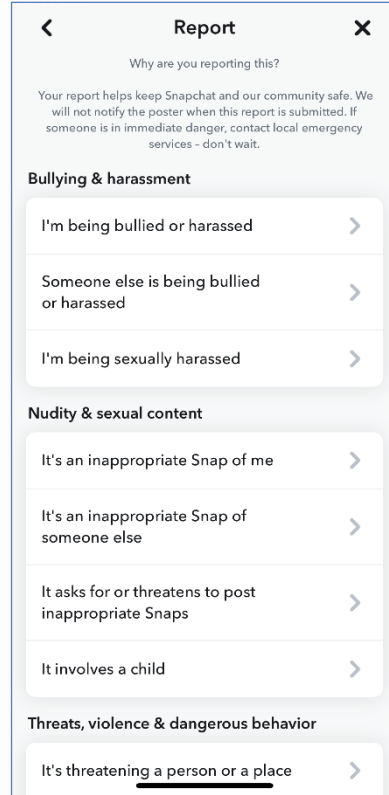 Report
Why are you reporting this?
Your report helps keep Snapchat and our community safe. We
will not notify the poster when this report is submitted. If
someone is in immediate danger, contact local emergency
services – don't wait.
Bullying & harassment
I'm being bullied or harassed
Someone else is being bullied
or harassed
I'm being sexually harassed
Nudity & sexual content
It's an inappropriate Snap of me
It's an inappropriate Snap of
someone else
It asks for or threatens to post
inappropriate Snaps
It involves a child
Threats, violence & dangerous behavior
It's threatening a person or a place